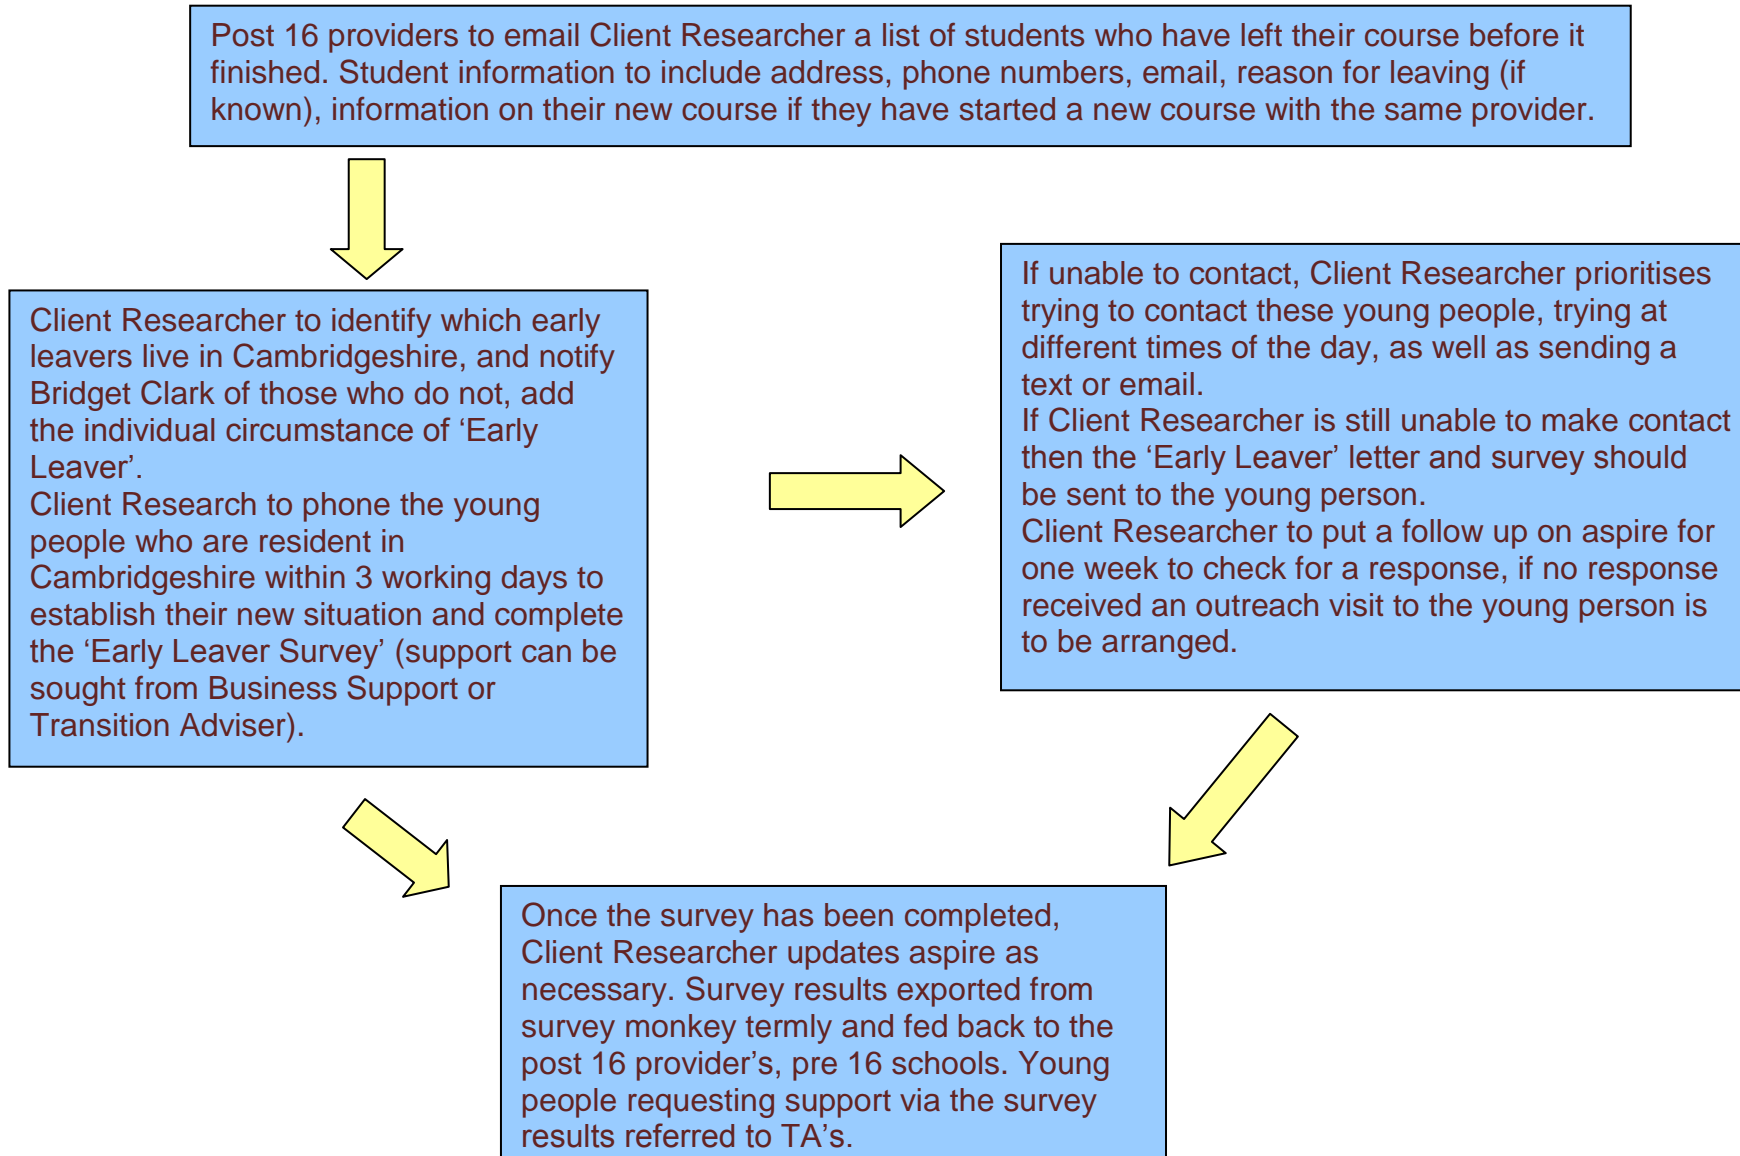 Post 16 providers to email Client Researcher a list of students who have left their course before it
finished. Student information to include address, phone numbers, email, reason for leaving (if
known), information on their new course if they have started a new course with the same provider.
Client Researcher to identify which early
leavers live in Cambridgeshire, and notify
Bridget Clark of those who do not, add
the individual circumstance of ‘Early
Leaver’.
Client Research to phone the young
people who are resident in
Cambridgeshire within 3 working days to
establish their new situation and complete
the ‘Early Leaver Survey’ (support can be
sought from Business Support or
Transition Adviser).
If unable to contact, Client Researcher prioritises
trying to contact these young people, trying at
different times of the day, as well as sending a
text or email.
If Client Researcher is still unable to make contact
then the ‘Early Leaver’ letter and survey should
be sent to the young person.
Client Researcher to put a follow up on aspire for
one week to check for a response, if no response
received an outreach visit to the young person is
to be arranged.
Once the survey has been completed,
Client Researcher updates aspire as
necessary. Survey results exported from
survey monkey termly and fed back to the
post 16 provider’s, pre 16 schools. Young
people requesting support via the survey
results referred to TA’s.